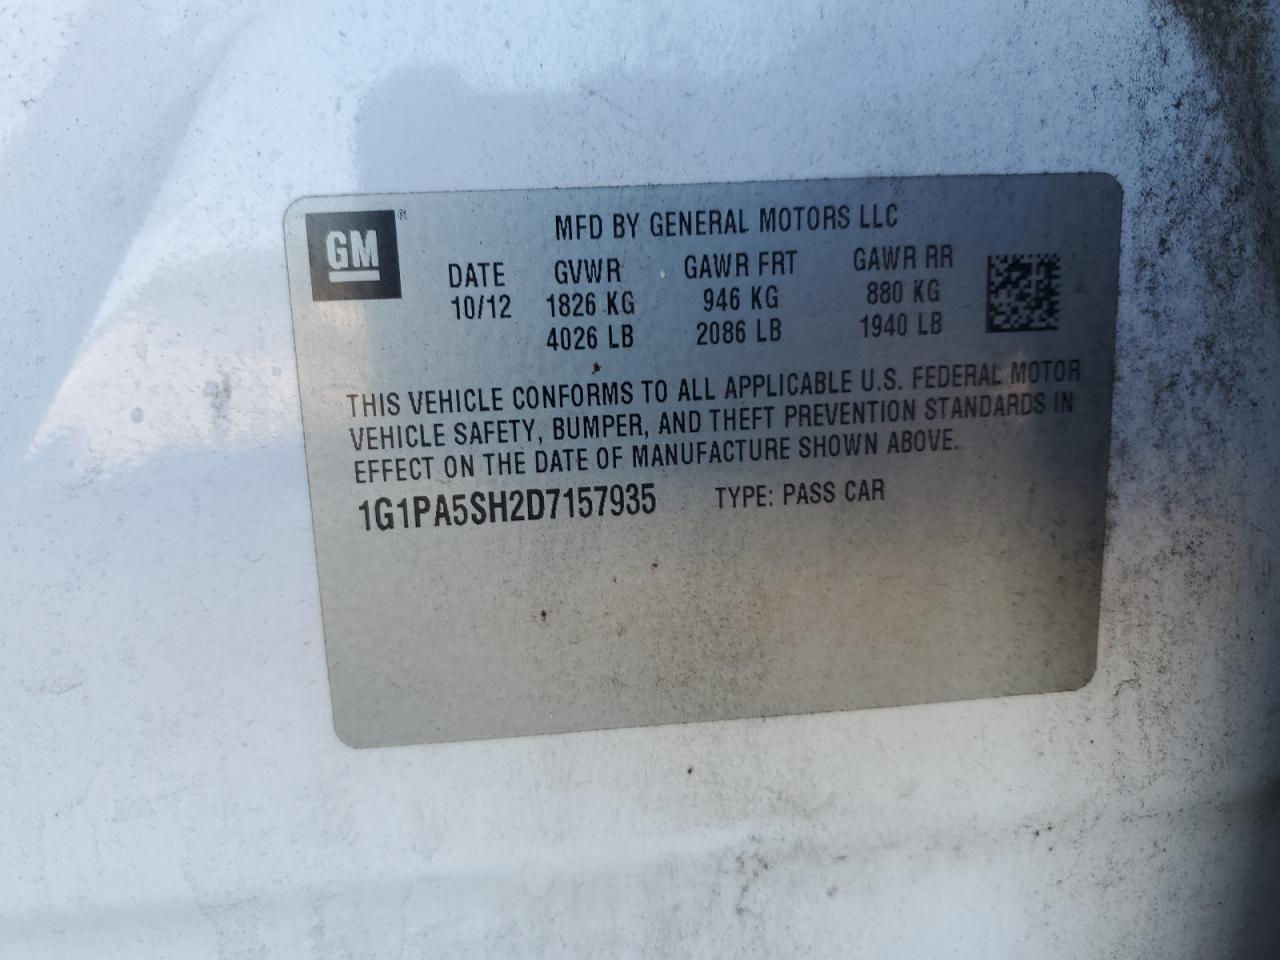 GM ®
MFD BY GENERAL MOTORS LLC
DATE GVWR GAWR FRT GAWR RR
10/12 1826 KG 946 KG 880 KG
4026 LB 2086 LB 1940 LB
THIS VEHICLE CONFORMS TO ALL APPLICABLE U.S. FEDERAL MOTOR
VEHICLE SAFETY, BUMPER, AND THEFT PREVENTION STANDARDS IN
EFFECT ON THE DATE OF MANUFACTURE SHOWN ABOVE.
1G1PA5SH2D7157935 TYPE: PASS CAR